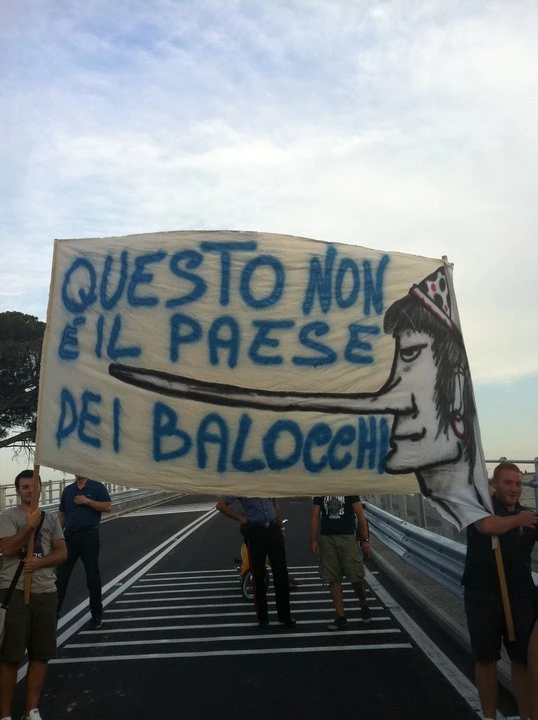 QUESTO NON
É IL PAESE
DEI BALOCCHI